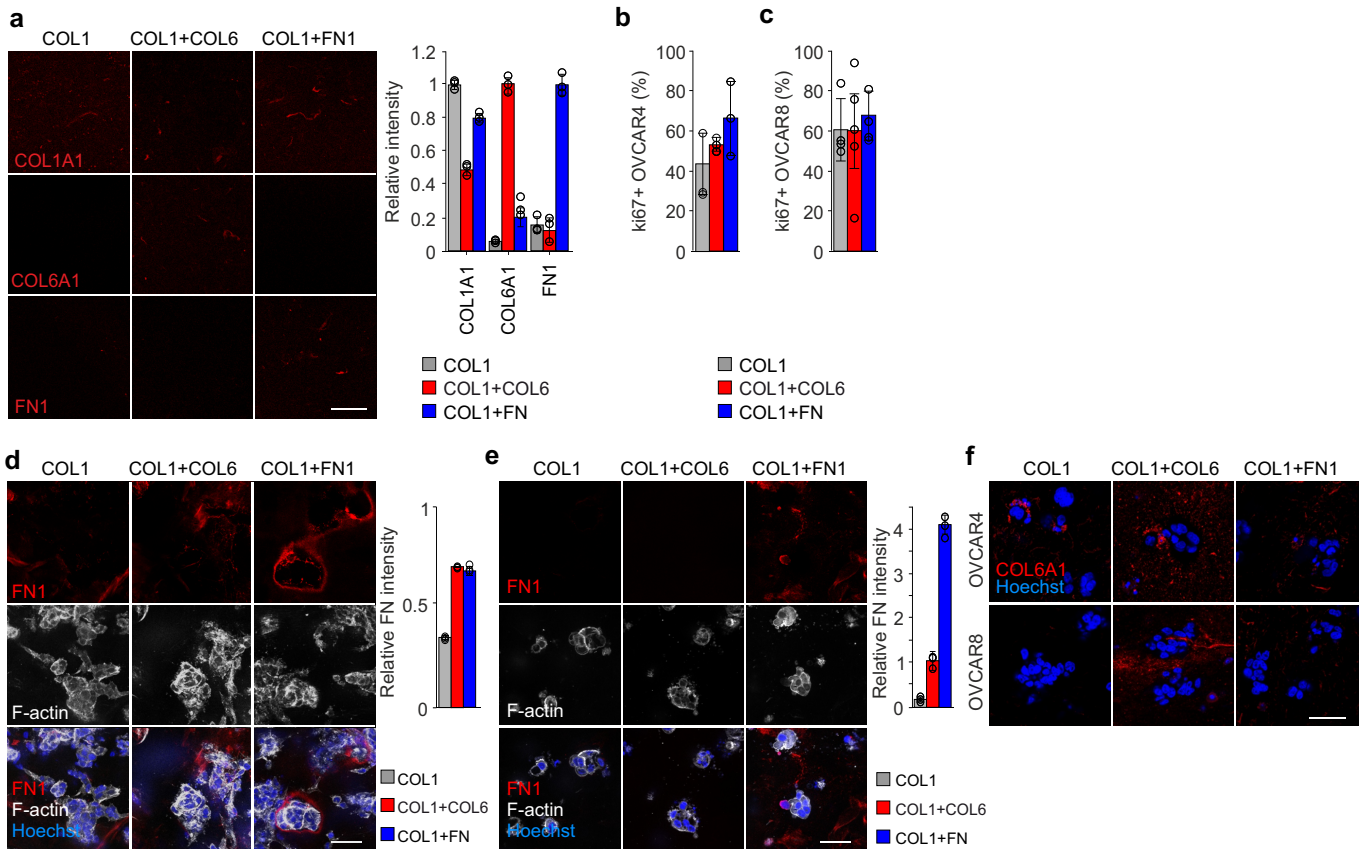 a
COL1
COL1+COL6
COL1+FN1
COL1A1
COL6A1
FN1
Relative intensity
1.2
1
0.8
0.6
0.4
0.2
0
COL1A1
COL6A1
FN1
COL1
COL1+COL6
COL1+FN
b
ki67+ OVCAR4 (%)
100
80
60
40
20
0
c
ki67+ OVCAR8 (%)
100
80
60
40
20
0
COL1
COL1+COL6
COL1+FN
d
COL1
COL1+COL6
COL1+FN1
FN1
F-actin
FN1
F-actin
Hoechst
Relative FN intensity
1
0.5
0
COL1
COL1+COL6
COL1+FN
e
COL1
COL1+COL6
COL1+FN1
FN1
F-actin
FN1
F-actin
Hoechst
Relative FN intensity
4
3
2
1
0
COL1
COL1+COL6
COL1+FN
f
COL1
COL1+COL6
COL1+FN1
OVCAR4
COL6A1
Hoechst
OVCAR8